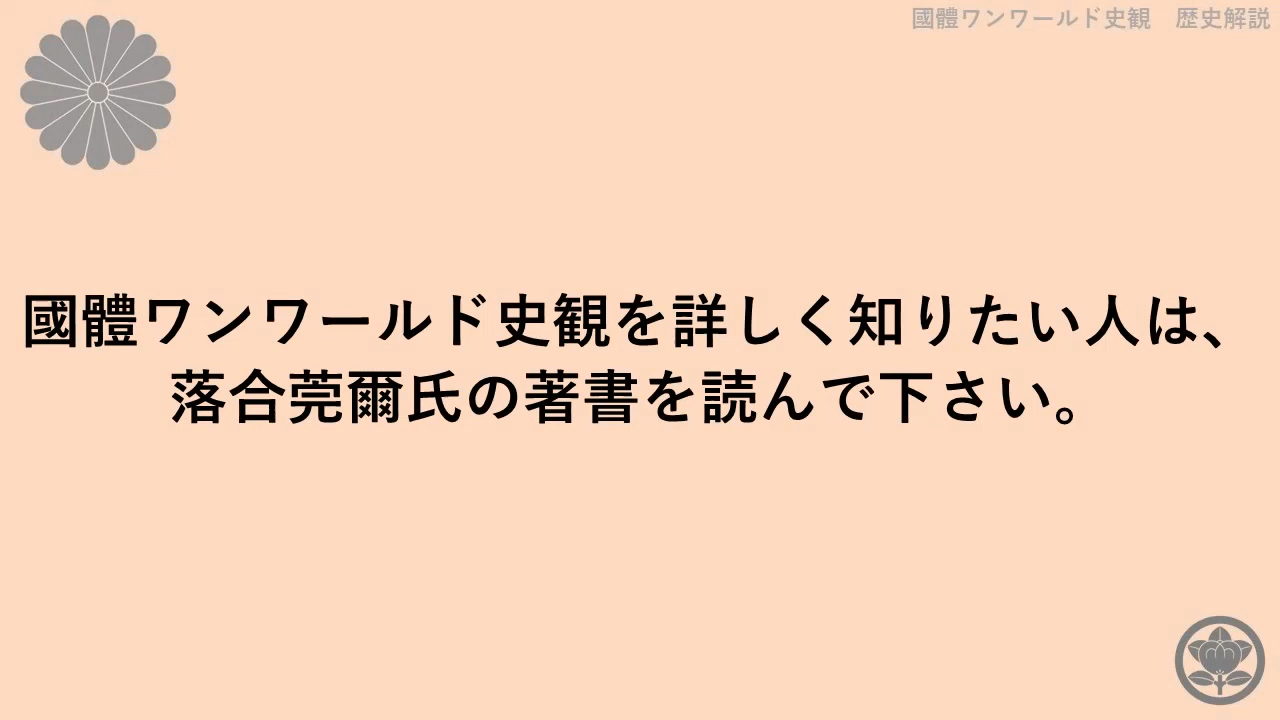 國體ワンワールド史観　歴史解説
國體ワンワールド史観を詳しく知りたい人は、
落合莞爾氏の著書を読んで下さい。